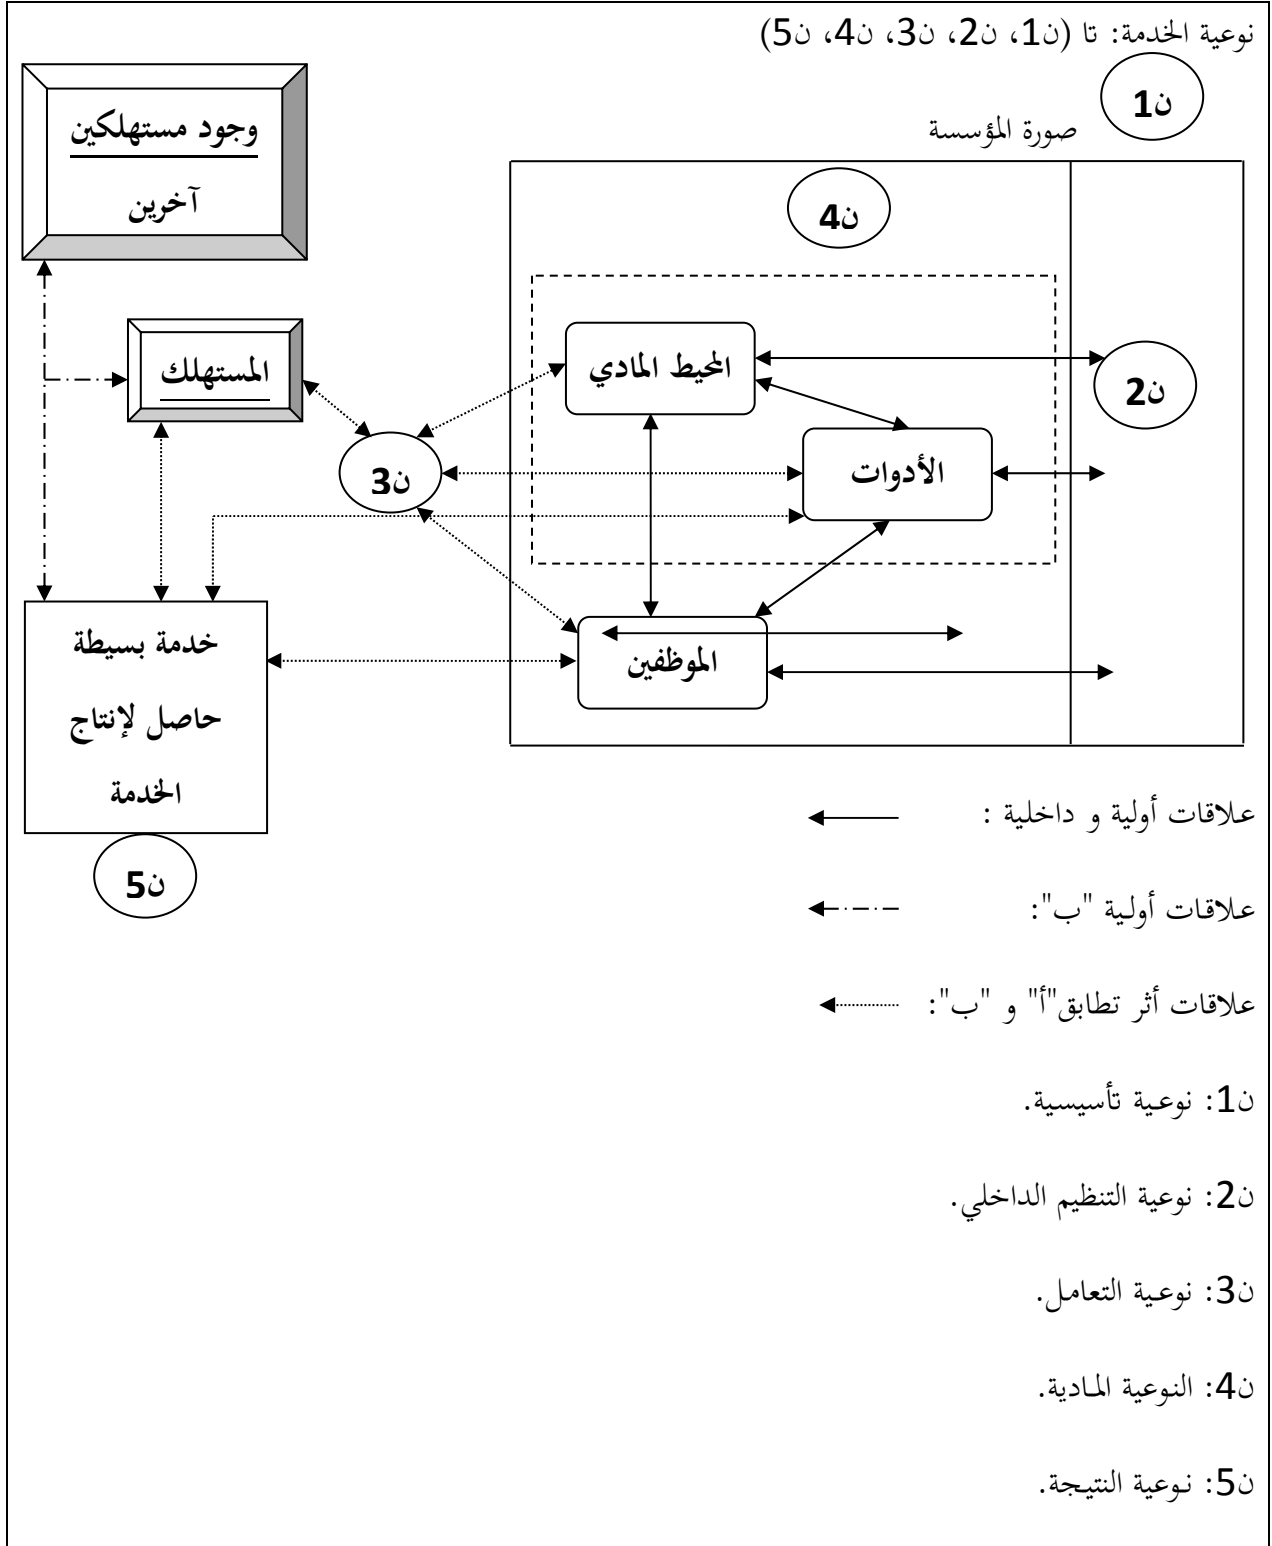 نوعية الخدمة: تا (ن1، ن2، ن3، ن4، ن5)
ن1
صورة المؤسسة
وجود مستهلكين
آخرين
ن4
المحيط المادي
المستهلك
ن2
الأدوات
ن3
الموظفين
خدمة بسيطة
حاصل لإنتاج
الخدمة
ن5
علاقات أولية و داخلية :
علاقات أولية "ب":
علاقات أثر تطابق"أ" و "ب":
ن1: نوعية تأسيسية.
ن2: نوعية التنظيم الداخلي.
ن3: نوعية التعامل.
ن4: النوعية المادية.
ن5: نوعية النتيجة.